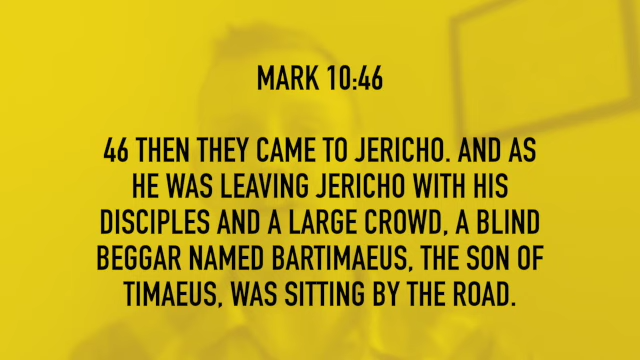 MARK 10:46
46 THEN THEY CAME TO JERICHO. AND AS
HE WAS LEAVING JERICHO WITH HIS
DISCIPLES AND A LARGE CROWD, A BLIND
BEGGAR NAMED BARTIMAEUS, THE SON OF
TIMAEUS, WAS SITTING BY THE ROAD.